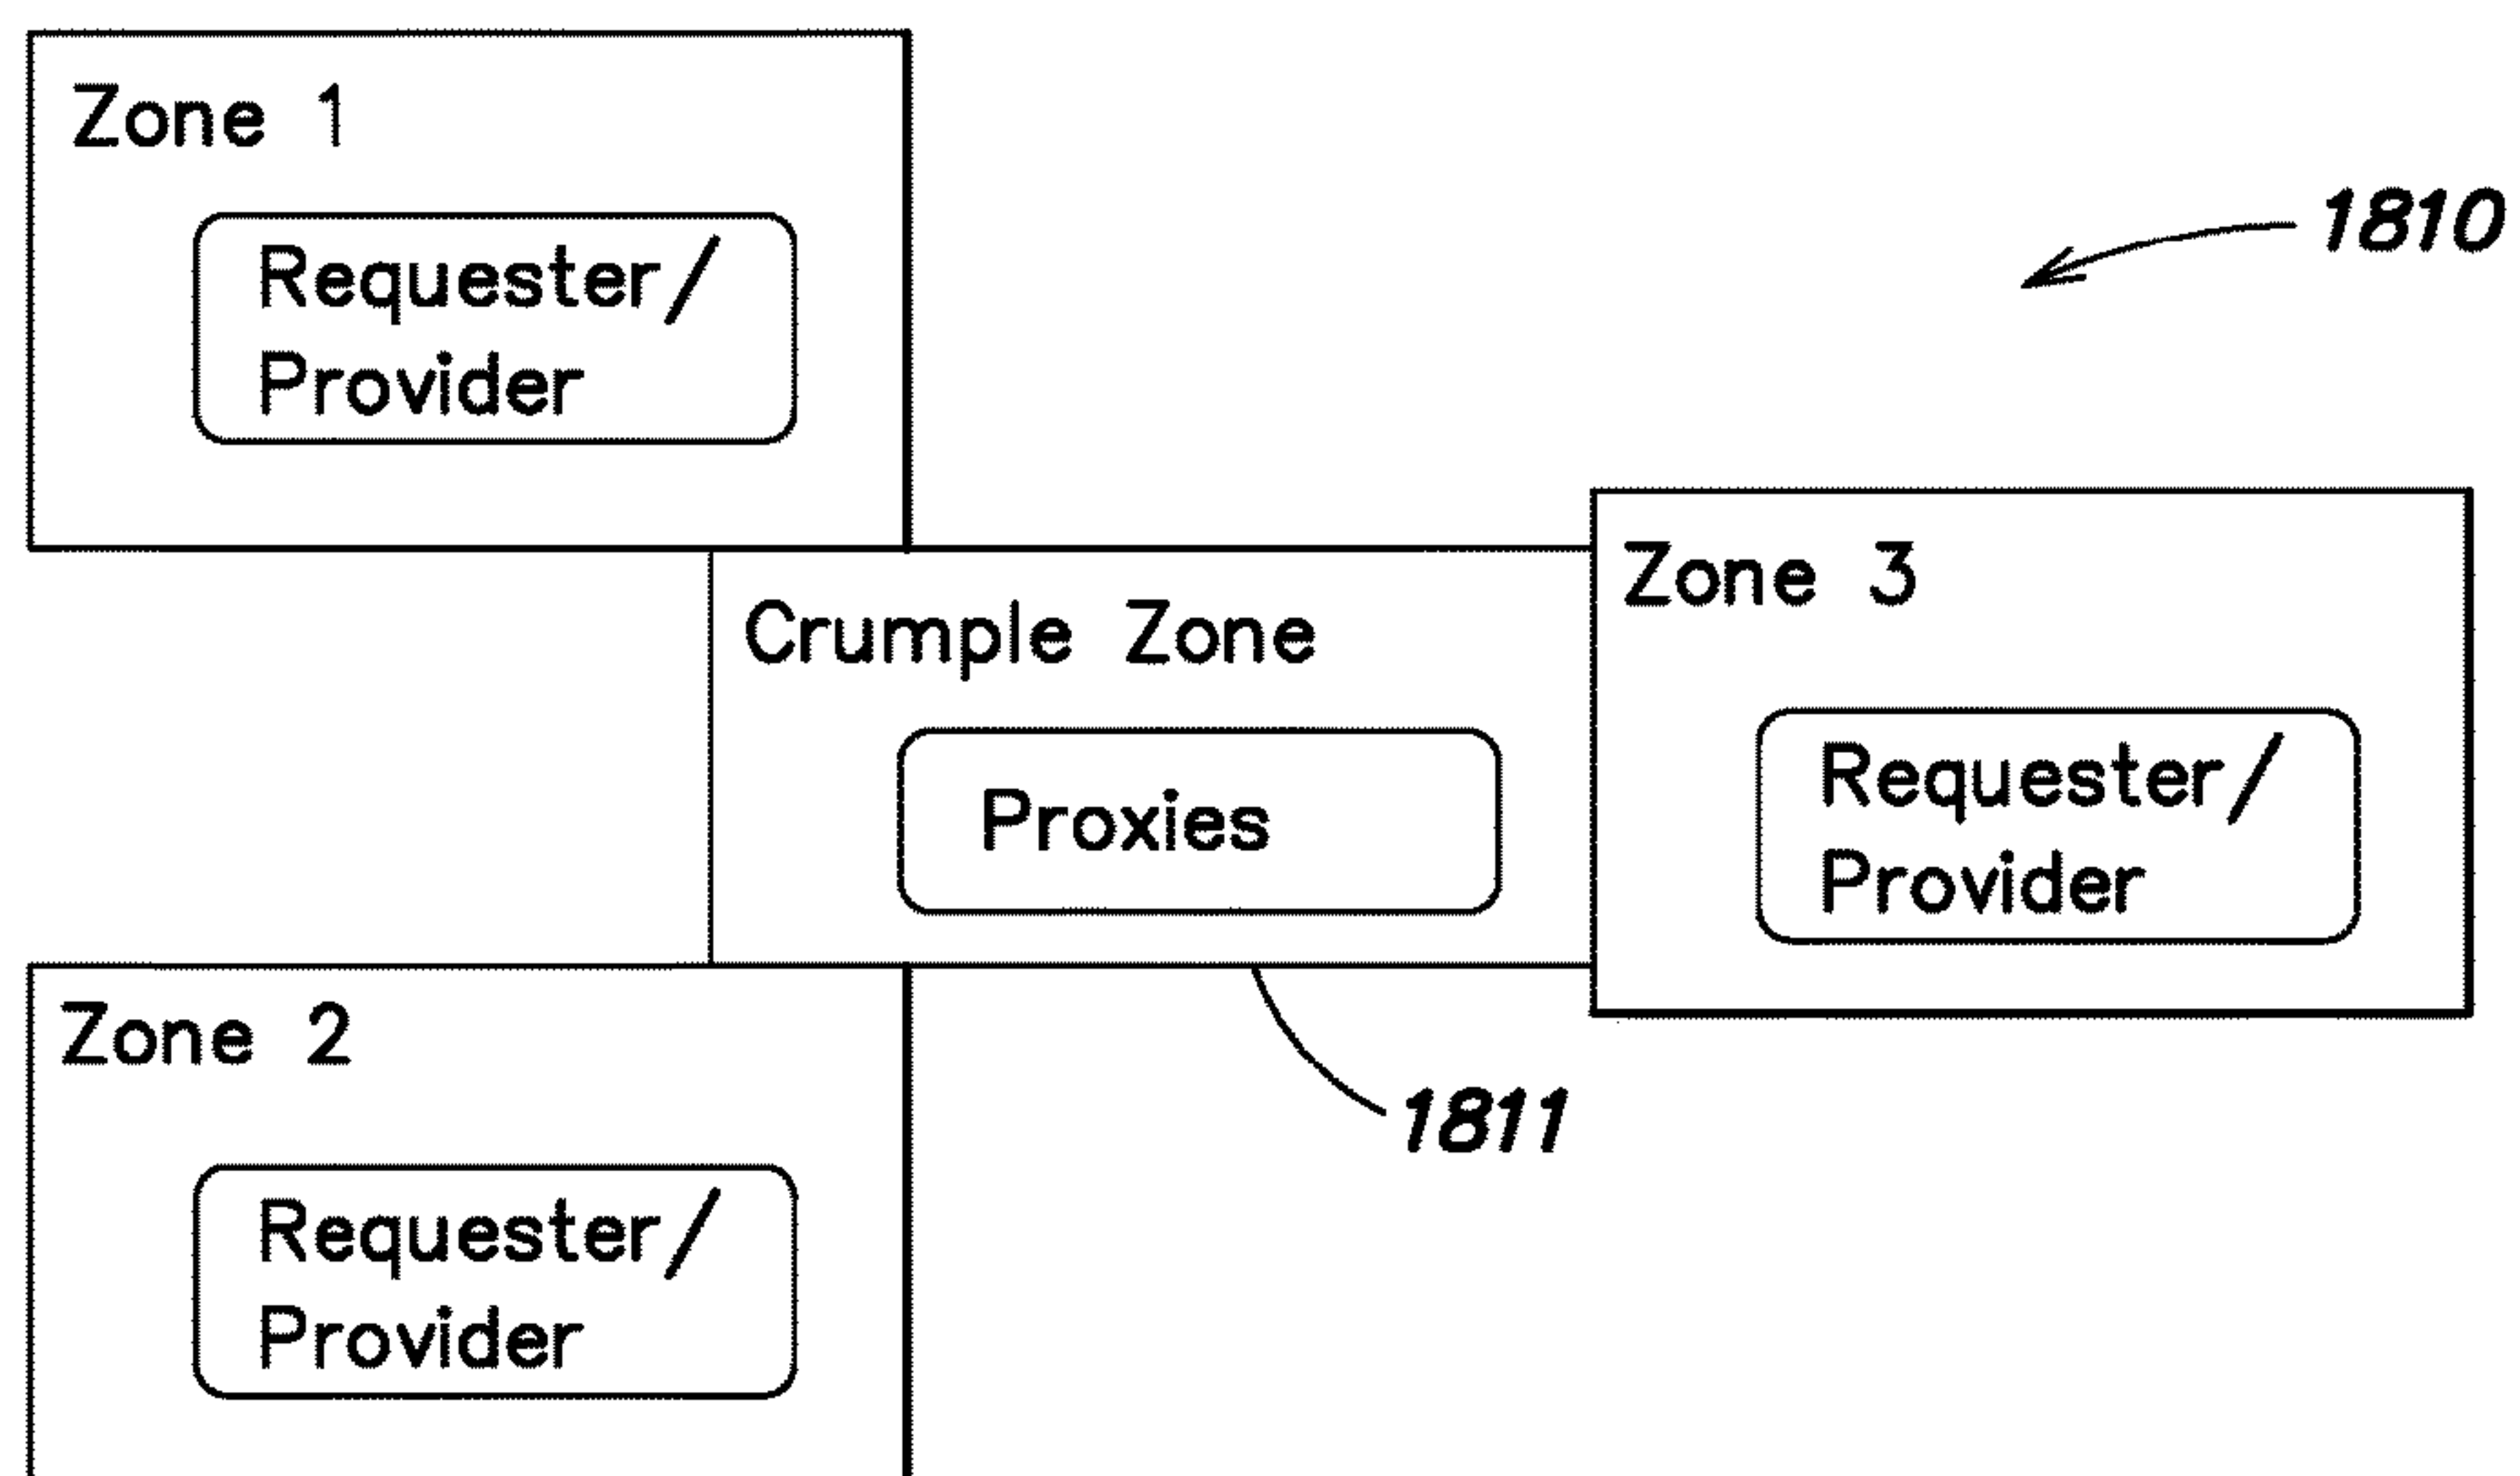 Zone 1
Requester/
Provider
1810
Crumple Zone
Proxies
Zone 3
Requester/
Provider
1811
Zone 2
Requester/
Provider